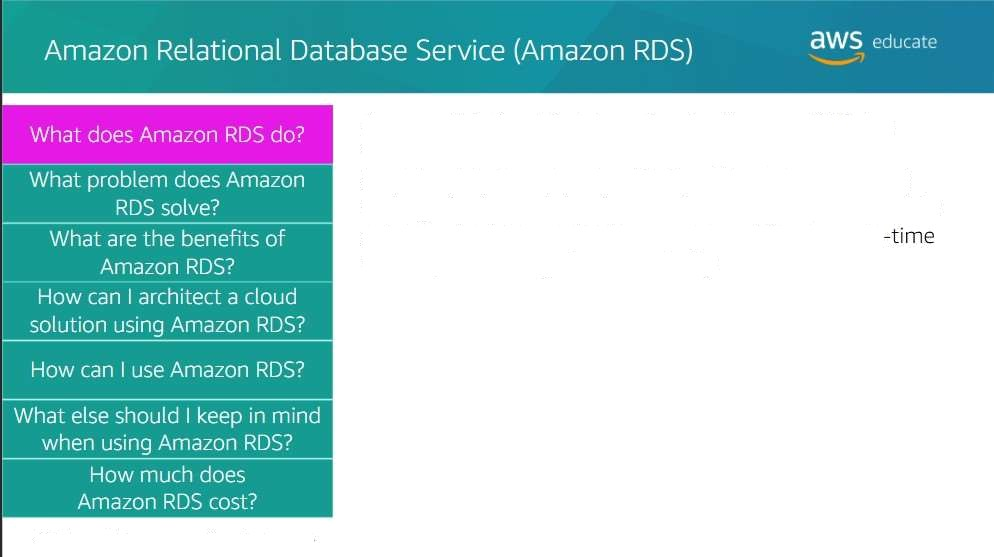 Amazon Relational Database Service (Amazon RDS)
aws educate
What does Amazon RDS do?
What problem does Amazon
RDS solve?
What are the benefits of
Amazon RDS?
How can I architect a cloud
solution using Amazon RDS?
How can I use Amazon RDS?
What else should I keep in mind
when using Amazon RDS?
How much does
Amazon RDS cost?
-time